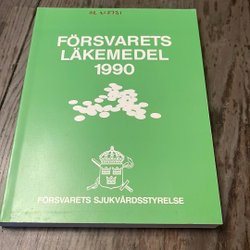 FÖRSVARETS
LÄKEMEDEL
1990
FÖRSVARETS SJUKVÅRDSSTYRELSE